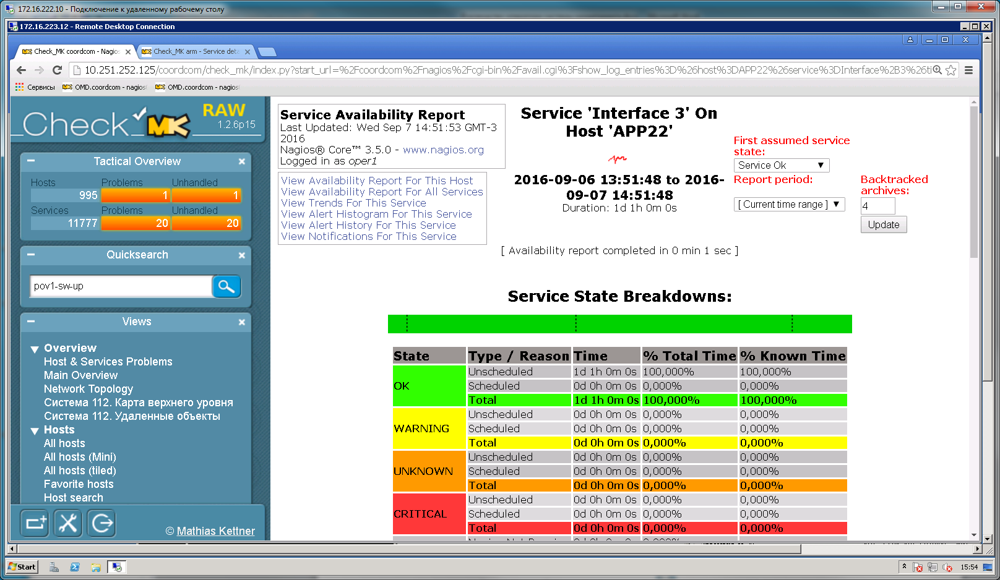 172.16.222.10 - Подключение к удаленному рабочему столу
172.16.223.12 - Remote Desktop Connection
Check_MK coordcom - Nagios
Check_MK arm - Service deta
10.251.252.125/coordcom/check_mk/index.py?start_url=%2Fcoordcom%2Fnagios%2Fcgi-bin%2Favail.cgi%3Fshow_log_entries%3D%26host%3DAPP22%26service%3DInterface%2B3%26ti
Сервисы
OMD.coordcom - nagios
OMD.coordcom - nagios
Check_MK
RAW
1.2.6p15
Tactical Overview
Hosts Problems Unhandled
995 1 1
Services Problems Unhandled
11777 20 20
Quicksearch
pov1-sw-up
Views
Overview
Host & Services Problems
Main Overview
Network Topology
Система 112. Карта верхнего уровня
Система 112. Удаленные объекты
Hosts
All hosts
All hosts (Mini)
All hosts (tiled)
Favorite hosts
Host search
© Mathias Kettner
Service Availability Report
Last Updated: Wed Sep 7 14:51:53 GMT-3
2016
Nagios® Core™ 3.5.0 - www.nagios.org
Logged in as oper1
View Availability Report For This Host
View Availability Report For All Services
View Trends For This Service
View Alert Histogram For This Service
View Alert History For This Service
View Notifications For This Service
Service 'Interface 3' On
Host 'APP22'
2016-09-06 13:51:48 to 2016-
09-07 14:51:48
Duration: 1d 1h 0m 0s
First assumed service
state:
Service Ok
Report period:
[ Current time range ]
Backtracked
archives:
4
Update
[ Availability report completed in 0 min 1 sec ]
Service State Breakdowns:
State Type / Reason Time % Total Time % Known Time
OK
Unscheduled 1d 1h 0m 0s 100,000% 100,000%
Scheduled 0d 0h 0m 0s 0,000% 0,000%
Total 1d 1h 0m 0s 100,000% 100,000%
WARNING
Unscheduled 0d 0h 0m 0s 0,000% 0,000%
Scheduled 0d 0h 0m 0s 0,000% 0,000%
Total 0d 0h 0m 0s 0,000% 0,000%
UNKNOWN
Unscheduled 0d 0h 0m 0s 0,000% 0,000%
Scheduled 0d 0h 0m 0s 0,000% 0,000%
Total 0d 0h 0m 0s 0,000% 0,000%
CRITICAL
Unscheduled 0d 0h 0m 0s 0,000% 0,000%
Scheduled 0d 0h 0m 0s 0,000% 0,000%
Total 0d 0h 0m 0s 0,000% 0,000%
Start
15:54